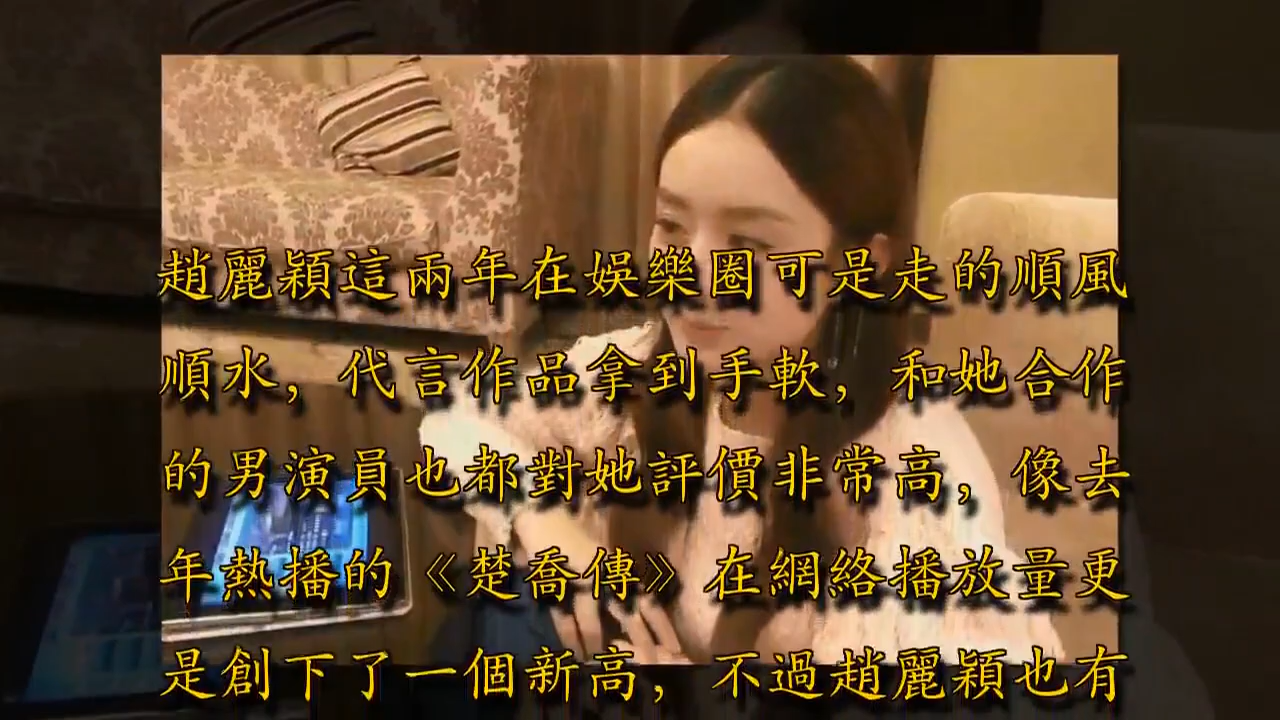 趙麗穎這兩年在娛樂圈可是走的順風
順水，代言作品拿到手軟，和她合作
的男演員也都對她評價非常高，像去
年熱播的《楚喬傳》在網絡播放量更
是創下了一個新高，不過趙麗穎也有